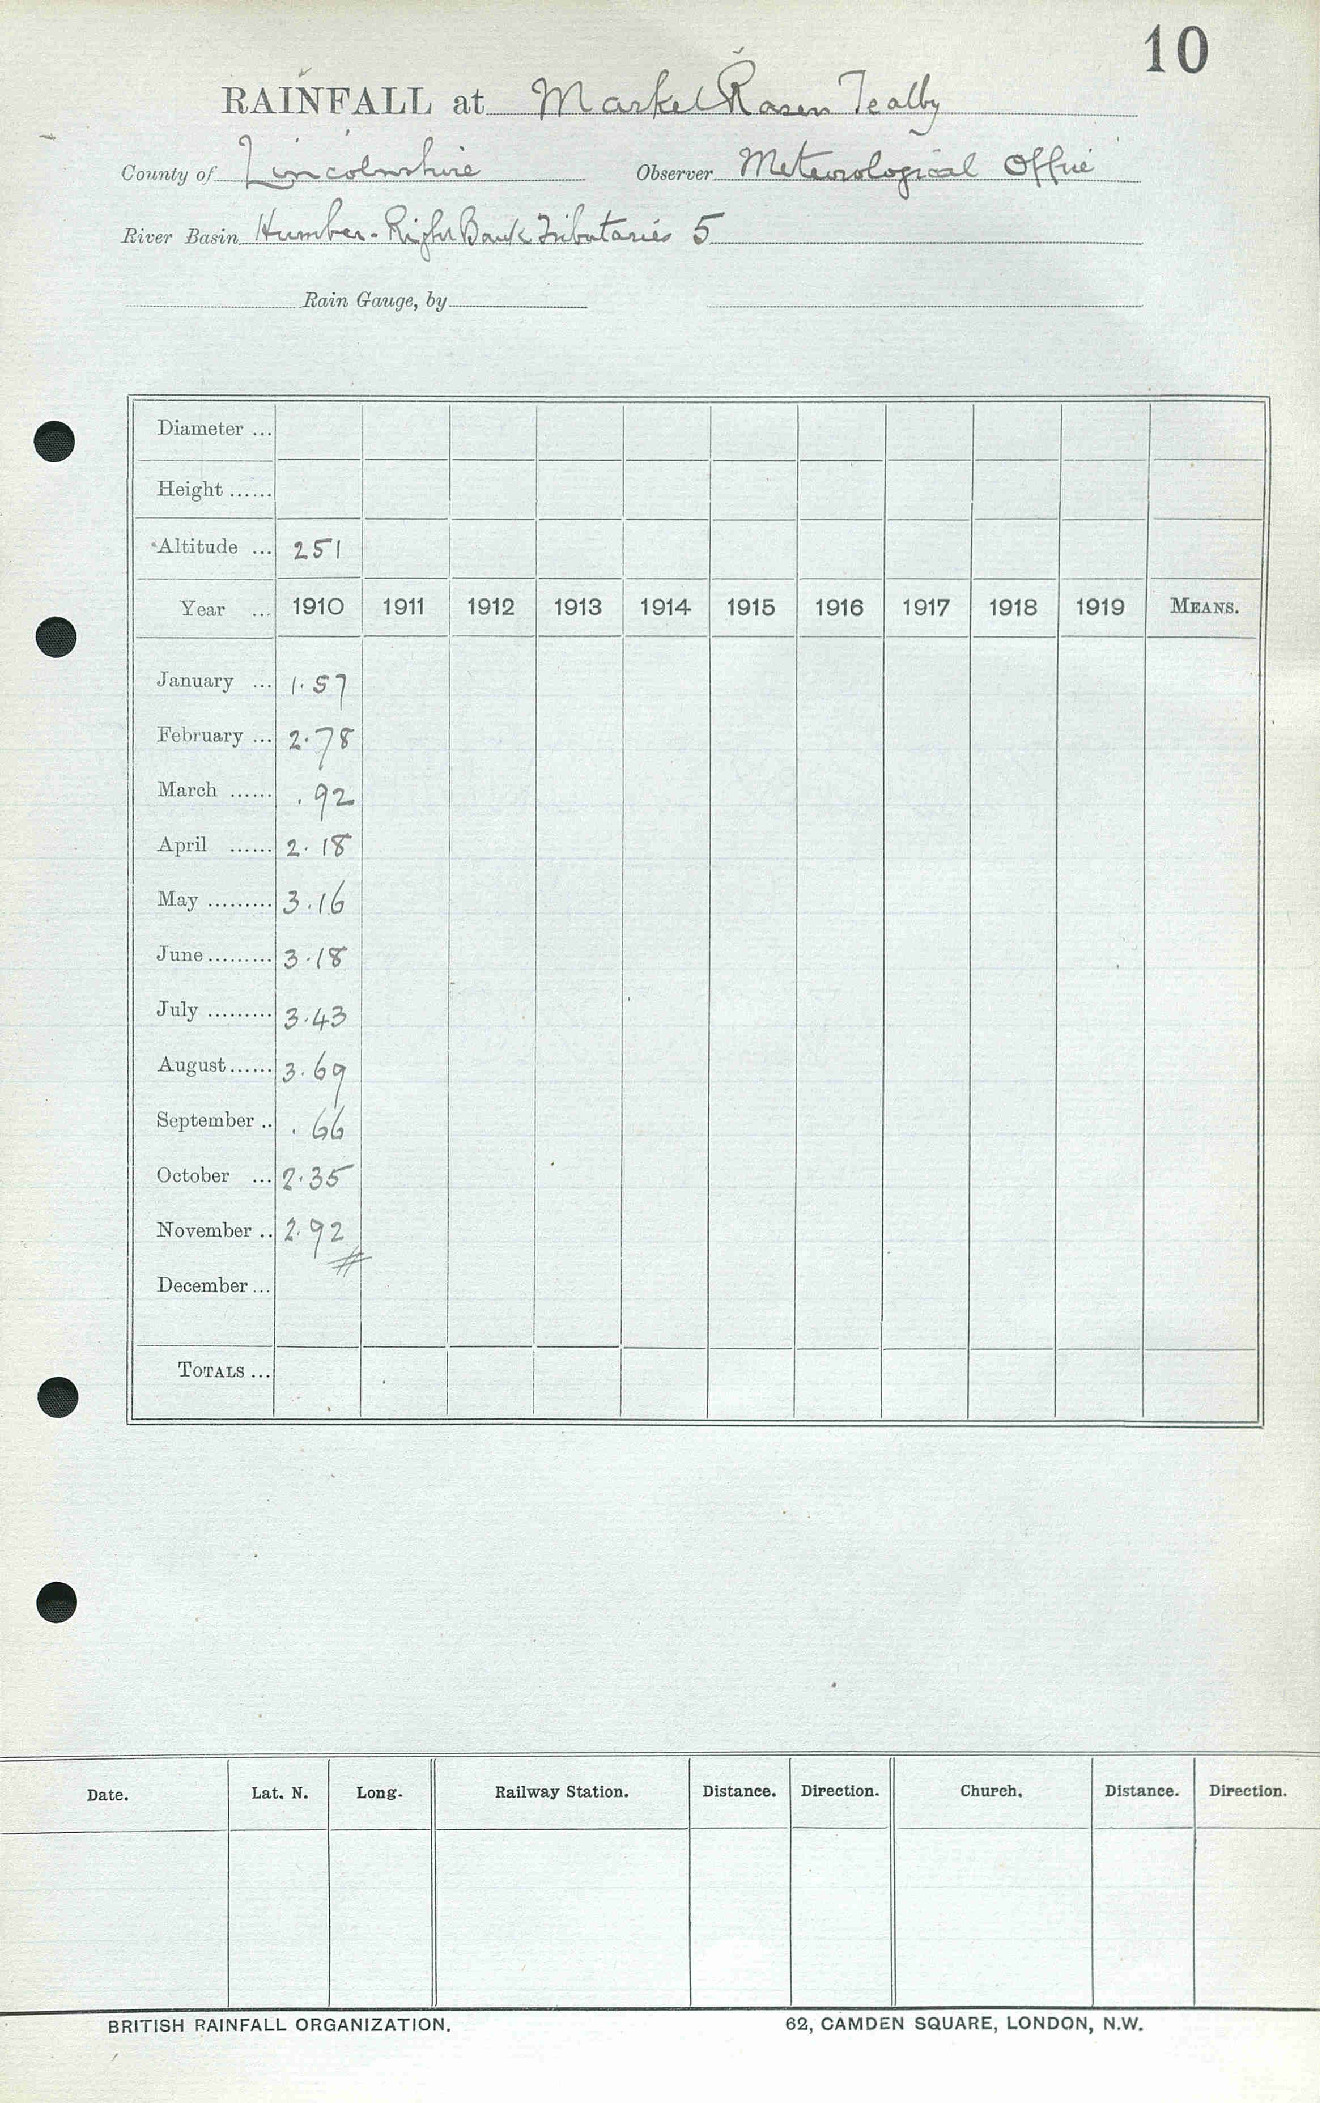 10
RAINFALL at Market Rasen Tealby
County of Lincolnshire Observer Meteorological Office
River Basin Humber - Right Bank Tributaries 5
Rain Gauge, by
Diameter ...
Height ......
Altitude ... 251
Year ... 1910 1911 1912 1913 1914 1915 1916 1917 1918 1919 MEANS.
January ... 1.57
February ... 2.78
March ...... .92
April ...... 2.18
May ......... 3.16
June ......... 3.18
July ......... 3.43
August ...... 3.69
September .. .66
October ... 2.35
November .. 2.92
December ...
TOTALS ...
Date. Lat. N. Long. Railway Station. Distance. Direction. Church. Distance. Direction.
BRITISH RAINFALL ORGANIZATION. 62, CAMDEN SQUARE, LONDON, N.W.